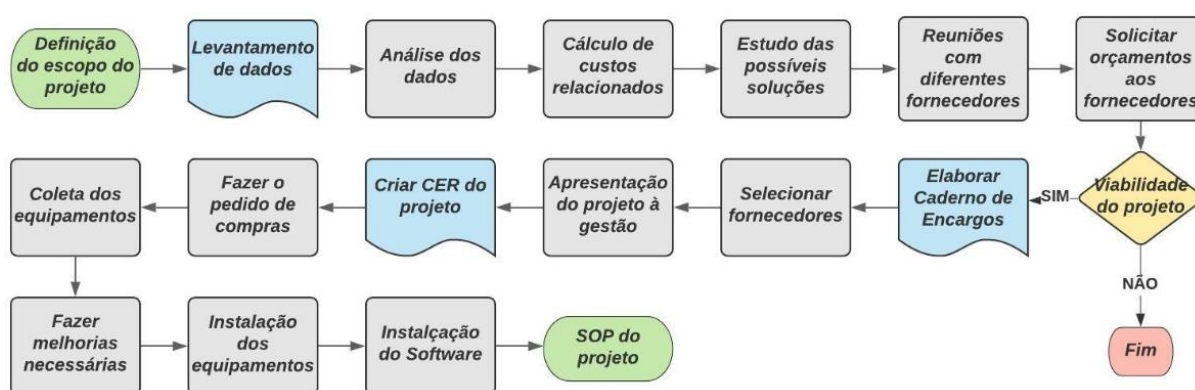 Definição
do escopo do
projeto
Levantamento
de dados
Análise dos
dados
Cálculo de
custos
relacionados
Estudo das
possíveis
soluções
Reuniões
com
diferentes
fornecedores
Solicitar
orçamentos
aos
fornecedores
Viabilidade
do projeto
SIM
NÃO
Fim
Elaborar
Caderno de
Encargos
Selecionar
fornecedores
Apresentação
do projeto à
gestão
Criar CER do
projeto
Fazer o
pedido de
compras
Coleta dos
equipamentos
Fazer
melhorias
necessárias
Instalação
dos
equipamentos
Instalçação
do Software
SOP do
projeto